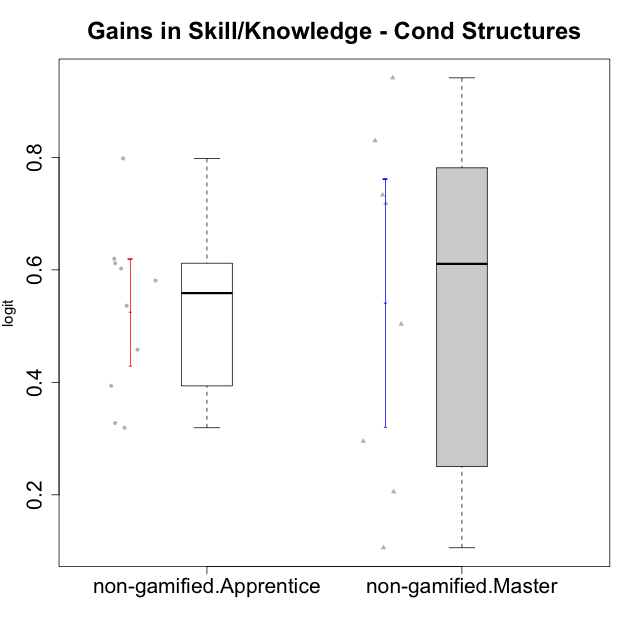 Gains in Skill/Knowledge - Cond Structures
logit
0.8
0.6
0.4
0.2
non-gamified.Apprentice
non-gamified.Master